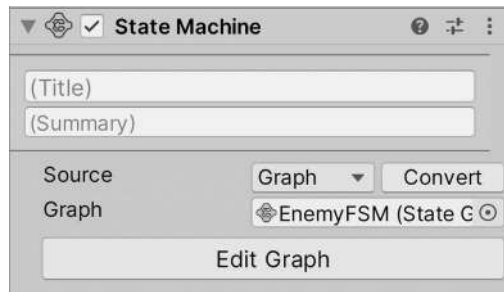 State Machine
(Title)
(Summary)
Source Graph Convert
Graph EnemyFSM (State G
Edit Graph